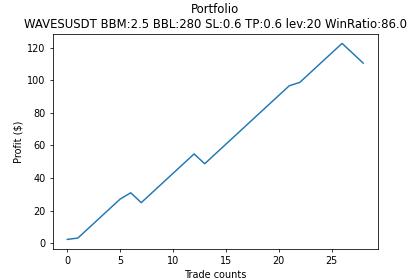 Portfolio
WAVESUSDT BBM:2.5 BBL:280 SL:0.6 TP:0.6 lev:20 WinRatio:86.0
120
100
80
60
40
20
0
Profit ($)
0 5 10 15 20 25
Trade counts